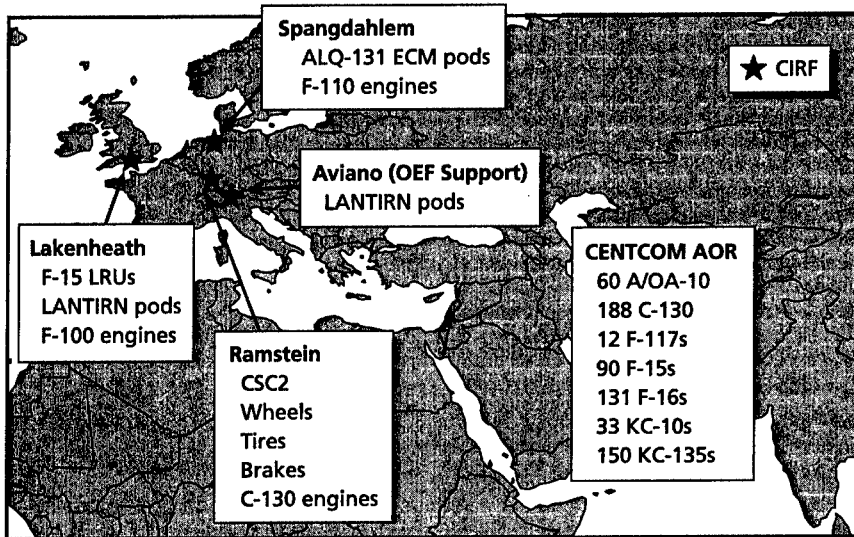 Spangdahlem
ALQ-131 ECM pods
F-110 engines
★ CIRF
Aviano (OEF Support)
LANTIRN pods
Lakenheath
F-15 LRUs
LANTIRN pods
F-100 engines
Ramstein
CSC2
Wheels
Tires
Brakes
C-130 engines
CENTCOM AOR
60 A/OA-10
188 C-130
12 F-117s
90 F-15s
131 F-16s
33 KC-10s
150 KC-135s